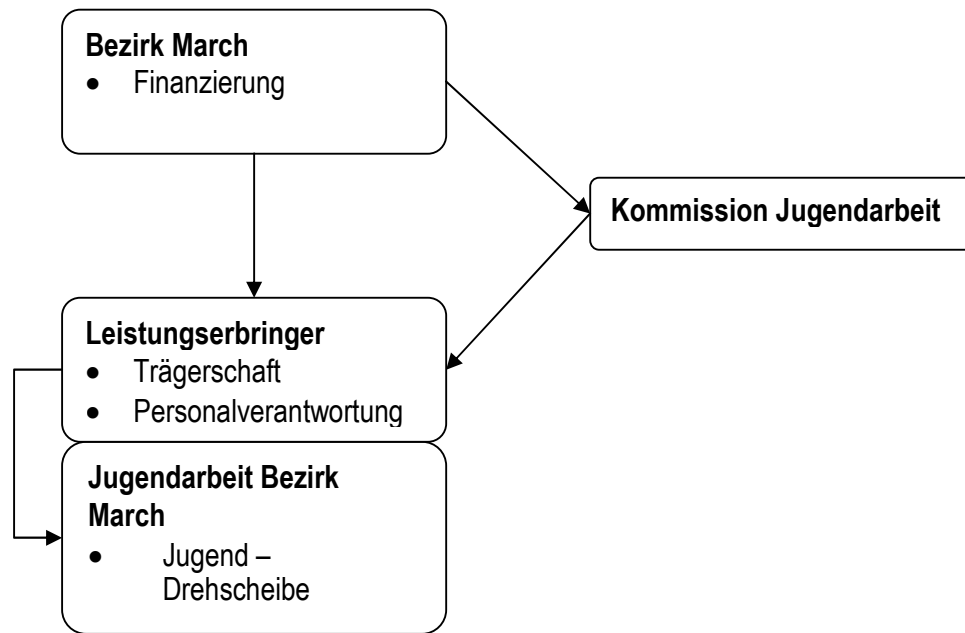 Bezirk March
• Finanzierung
Kommission Jugendarbeit
Leistungserbringer
• Trägerschaft
• Personalverantwortung
Jugendarbeit Bezirk
March
• Jugend –
Drehscheibe